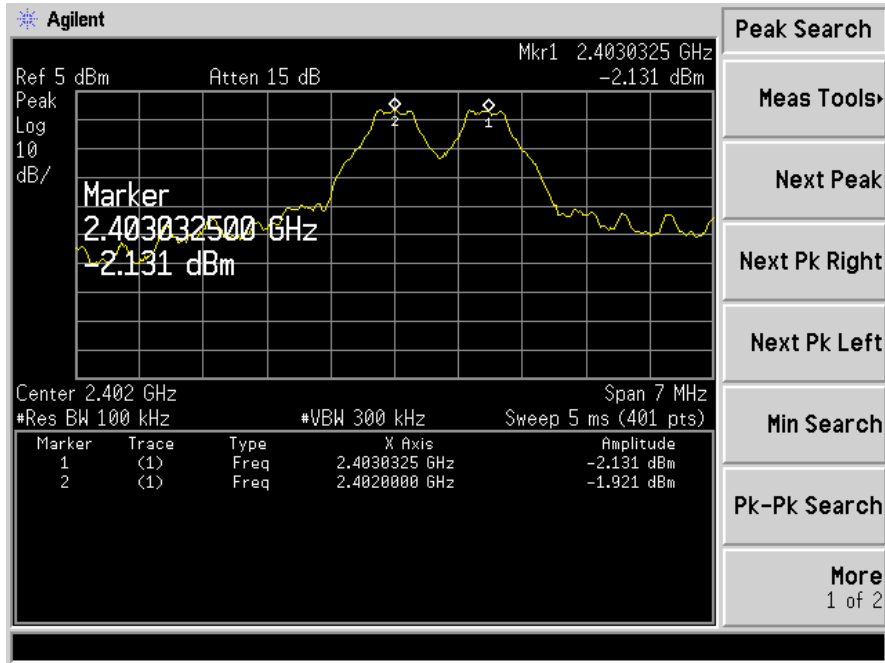 Agilent
Peak Search
Mkr1 2.4030325 GHz
Ref 5 dBm Atten 15 dB -2.131 dBm
Peak
Log
10
dB/
2 1
Marker
2.403032500 GHz
-2.131 dBm
Center 2.402 GHz Span 7 MHz
#Res BW 100 kHz #VBW 300 kHz Sweep 5 ms (401 pts)
Marker Trace Type X Axis Amplitude
1 (1) Freq 2.4030325 GHz -2.131 dBm
2 (1) Freq 2.4020000 GHz -1.921 dBm
Meas Tools
Next Peak
Next Pk Right
Next Pk Left
Min Search
Pk-Pk Search
More
1 of 2